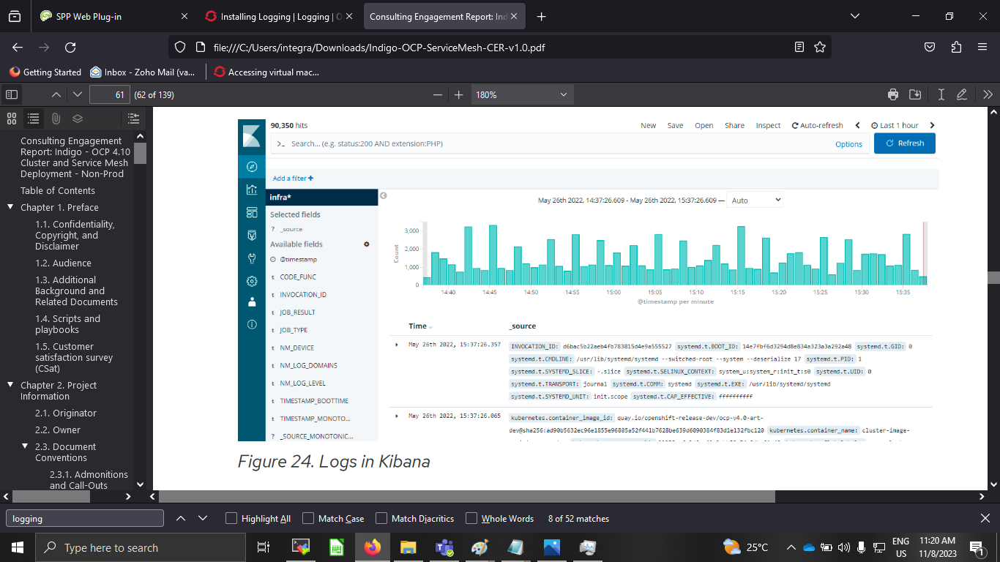 SPP Web Plug-in
Installing Logging | Logging | O
Consulting Engagement Report: Ind
file:///C:/Users/integra/Downloads/Indigo-OCP-ServiceMesh-CER-v1.0.pdf
Getting Started
Inbox - Zoho Mail (va...
Accessing virtual mac...
61 (62 of 139)
180%
Consulting Engagement
Report: Indigo - OCP 4.10
Cluster and Service Mesh
Deployment - Non-Prod
Table of Contents
Chapter 1. Preface
1.1. Confidentiality,
Copyright, and
Disclaimer
1.2. Audience
1.3. Additional
Background and
Related Documents
1.4. Scripts and
playbooks
1.5. Customer
satisfaction survey
(CSat)
Chapter 2. Project
Information
2.1. Originator
2.2. Owner
2.3. Document
Conventions
2.3.1. Admonitions
and Call-Outs
90,350 hits
New Save Open Share Inspect Auto-refresh Last 1 hour
>_ Search... (e.g. status:200 AND extension:PHP)
Options
Refresh
Add a filter +
infra*
Selected fields
? _source
Available fields
@timestamp
t CODE_FUNC
t INVOCATION_ID
t JOB_RESULT
t JOB_TYPE
t NM_DEVICE
t NM_LOG_DOMAINS
t NM_LOG_LEVEL
t TIMESTAMP_BOOTTIME
t TIMESTAMP_MONOTO...
? _SOURCE_MONOTONIC...
May 26th 2022, 14:37:26.609 - May 26th 2022, 15:37:26.609 — Auto
Count
3,000
2,000
1,000
0
14:40 14:45 14:50 14:55 15:00 15:05 15:10 15:15 15:20 15:25 15:30 15:35
@timestamp per minute
Time _source
May 26th 2022, 15:37:26.357 INVOCATION_ID: d6bac5b22aeb4fb783815d4e9a555527 systemd.t.BOOT_ID: 14e7fbf6d3294d8e834a323a3a292a48 systemd.t.GID: 0
systemd.t.CMDLINE: /usr/lib/systemd/systemd --switched-root --system --deserialize 17 systemd.t.PID: 1
systemd.t.SYSTEMD_SLICE: -.slice systemd.t.SELINUX_CONTEXT: system_u:system_r:init_t:s0 systemd.t.UID: 0
systemd.t.TRANSPORT: journal systemd.t.COMM: systemd systemd.t.EXE: /usr/lib/systemd/systemd
systemd.t.SYSTEMD_UNIT: init.scope systemd.t.CAP_EFFECTIVE: ffffffffff
May 26th 2022, 15:37:26.065 kubernetes.container_image_id: quay.io/openshift-release-dev/ocp-v4.0-art-
dev@sha256:ad90b5632ec96e1855e96805a52f441b7628be639d6090384f83d1e132fbc120 kubernetes.container_name: cluster-image-
Figure 24. Logs in Kibana
logging
Highlight All
Match Case
Match Diacritics
Whole Words
8 of 52 matches
Type here to search
25°C
ENG
US
11:20 AM
11/8/2023
1